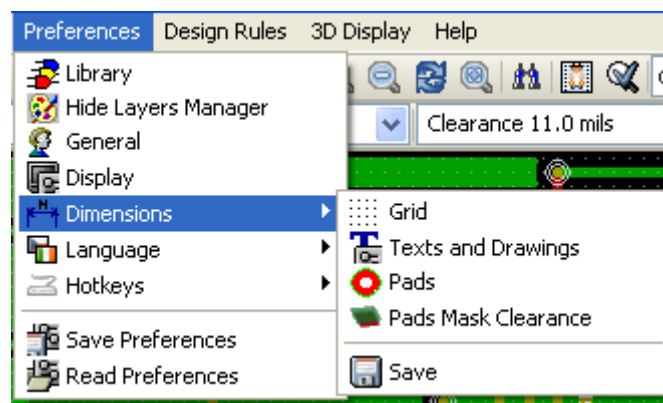 Preferences Design Rules 3D Display Help
Library
Hide Layers Manager
General
Clearance 11.0 mils
Display
Dimensions
Grid
Texts and Drawings
Language
Pads
Hotkeys
Pads Mask Clearance
Save Preferences
Save
Read Preferences